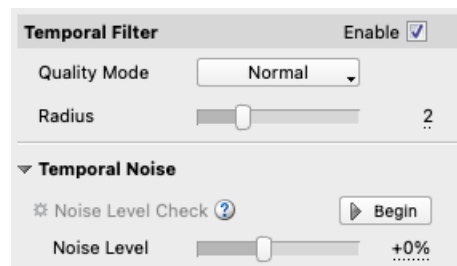 Temporal Filter Enable
Quality Mode Normal
Radius 2
Temporal Noise
Noise Level Check ? Begin
Noise Level +0%